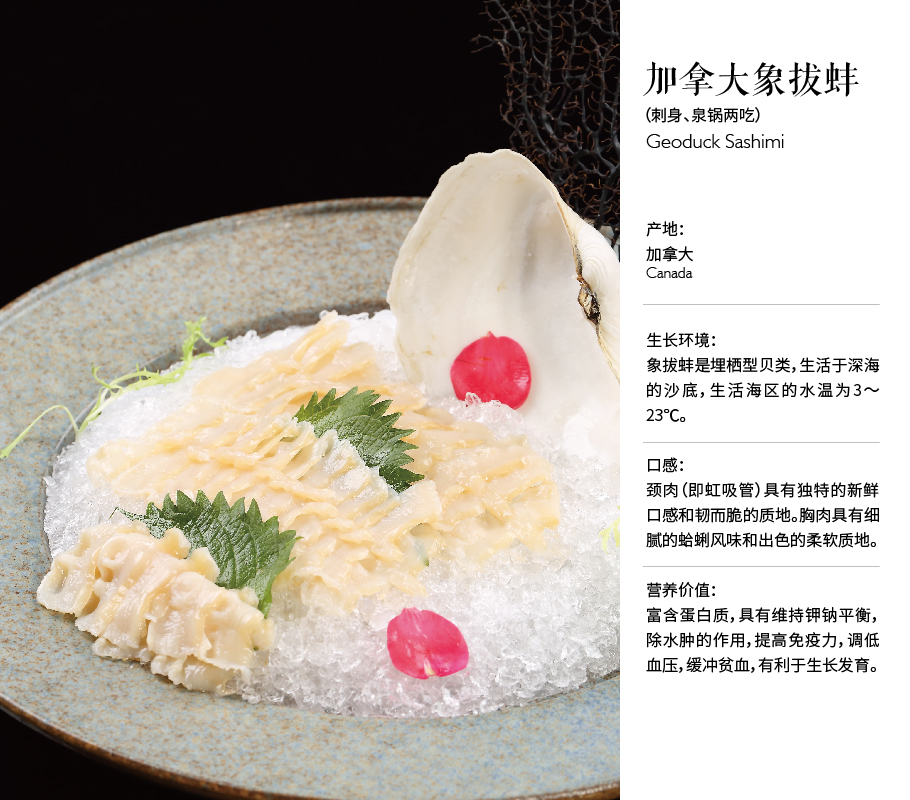 加拿大象拔蚌
（刺身、泉锅两吃）
Geoduck Sashimi
产地：
加拿大
Canada
生长环境：
象拔蚌是埋栖型贝类，生活于深海
的沙底，生活海区的水温为3～
23℃。
口感：
颈肉（即虹吸管）具有独特的新鲜
口感和韧而脆的质地。胸肉具有细
腻的蛤蜊风味和出色的柔软质地。
营养价值：
富含蛋白质，具有维持钾钠平衡，
除水肿的作用，提高免疫力，调低
血压，缓冲贫血，有利于生长发育。